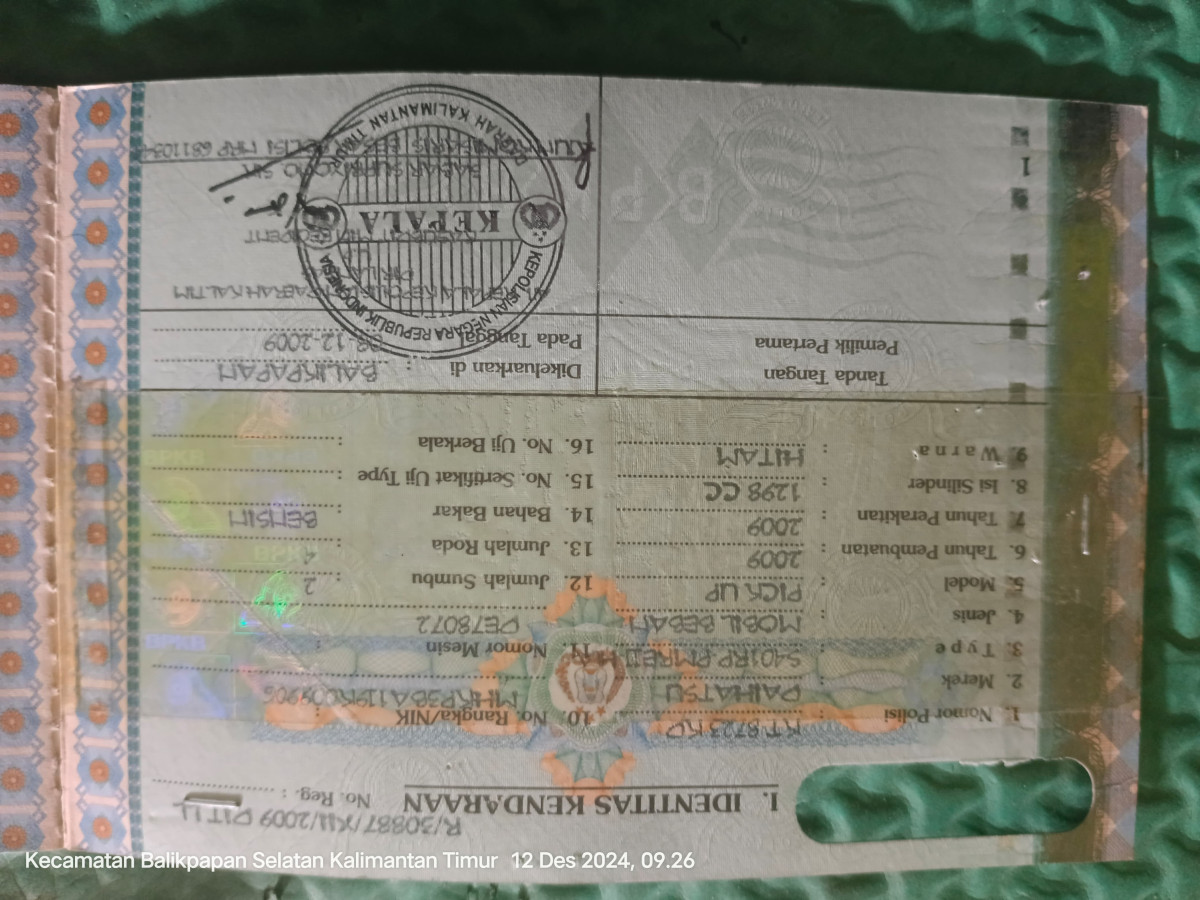 I. IDENTITAS KENDARAAN
No. Reg. : R/30887/XII/2009 DITLL
1. Nomor Polisi : KT 8723 KD
2. Merek : DAIHATSU
3. Type : S401RP
4. Jenis : MOBIL BEBAN
5. Model : PICK UP
6. Tahun Pembuatan : 2009
7. Tahun Perakitan : 2009
8. Isi Silinder : 1298 CC
9. Warna : HITAM
10. No. Rangka/NIK :
11. Nomor Mesin : DE78072
12. Jumlah Sumbu : 2
13. Jumlah Roda : 4
14. Bahan Bakar : BENSIN
15. No. Sertifikat Uji Type :
16. No. Uji Berkala :
Tanda Tangan
Pemilik Pertama
Dikeluarkan di : BALIKPAPAN
Pada Tanggal 08-12-2009
KEPOLISIAN NEGARA REPUBLIK INDONESIA
KEPALA
DAERAH KALIMANTAN TIMUR
1
Kecamatan Balikpapan Selatan Kalimantan Timur 12 Des 2024, 09.26